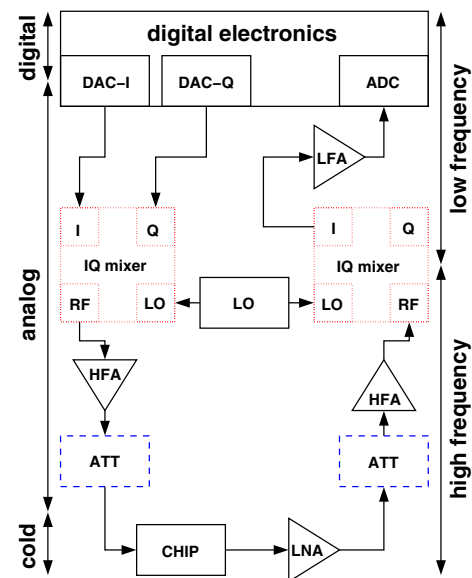 digital electronics
DAC–I
DAC–Q
ADC
LFA
I
Q
IQ mixer
RF
LO
LO
I
Q
IQ mixer
LO
RF
HFA
HFA
ATT
ATT
CHIP
LNA
digital
analog
cold
low frequency
high frequency